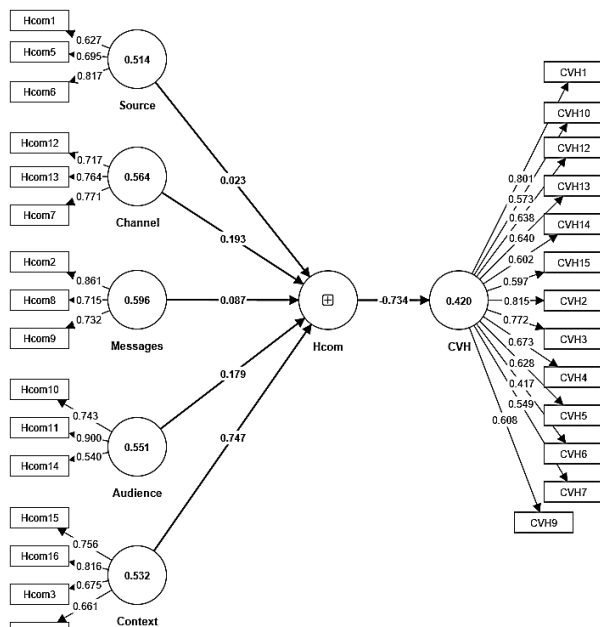 Hcom1
Hcom5
Hcom6
0.627
0.695
0.817
0.514
Source
Hcom12
Hcom13
Hcom7
0.717
0.764
0.771
0.564
Channel
Hcom2
Hcom8
Hcom9
0.861
0.715
0.732
0.596
Messages
Hcom10
Hcom11
Hcom14
0.743
0.900
0.540
0.551
Audience
Hcom15
Hcom16
Hcom3
0.756
0.816
0.675
0.661
0.532
Context
0.023
0.193
0.087
0.179
0.747
Hcom
-0.734
0.420
CVH
0.801
0.573
0.638
0.640
0.602
0.597
0.815
0.772
0.673
0.628
0.417
0.549
0.608
CVH1
CVH10
CVH12
CVH13
CVH14
CVH15
CVH2
CVH3
CVH4
CVH5
CVH6
CVH7
CVH9